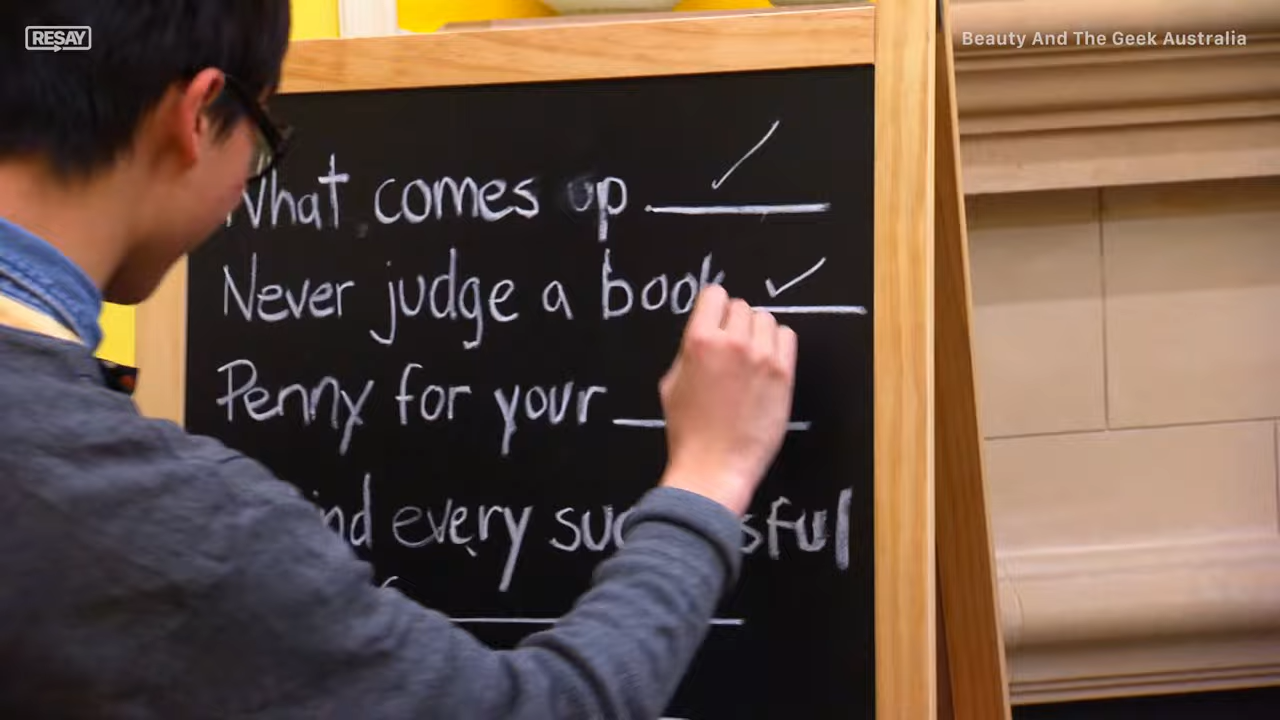 RESAY
Beauty And The Geek Australia
What comes up
Never judge a book
Penny for your
every